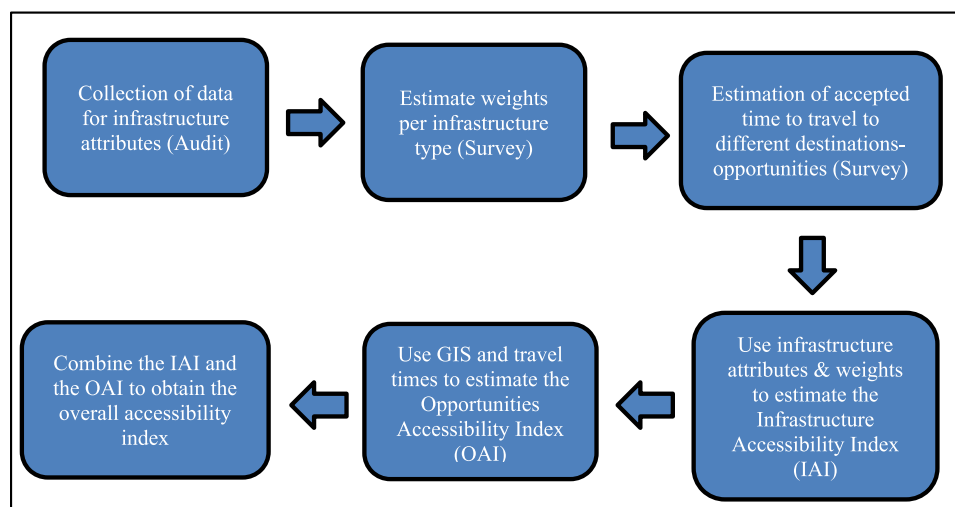 Collection of data
for infrastructure
attributes (Audit)
Estimate weights
per infrastructure
type (Survey)
Estimation of accepted
time to travel to
different destinations-
opportunities (Survey)
Use infrastructure
attributes & weights
to estimate the
Infrastructure
Accessibility Index
(IAI)
Use GIS and travel
times to estimate the
Opportunities
Accessibility Index
(OAI)
Combine the IAI and
the OAI to obtain the
overall accessibility
index